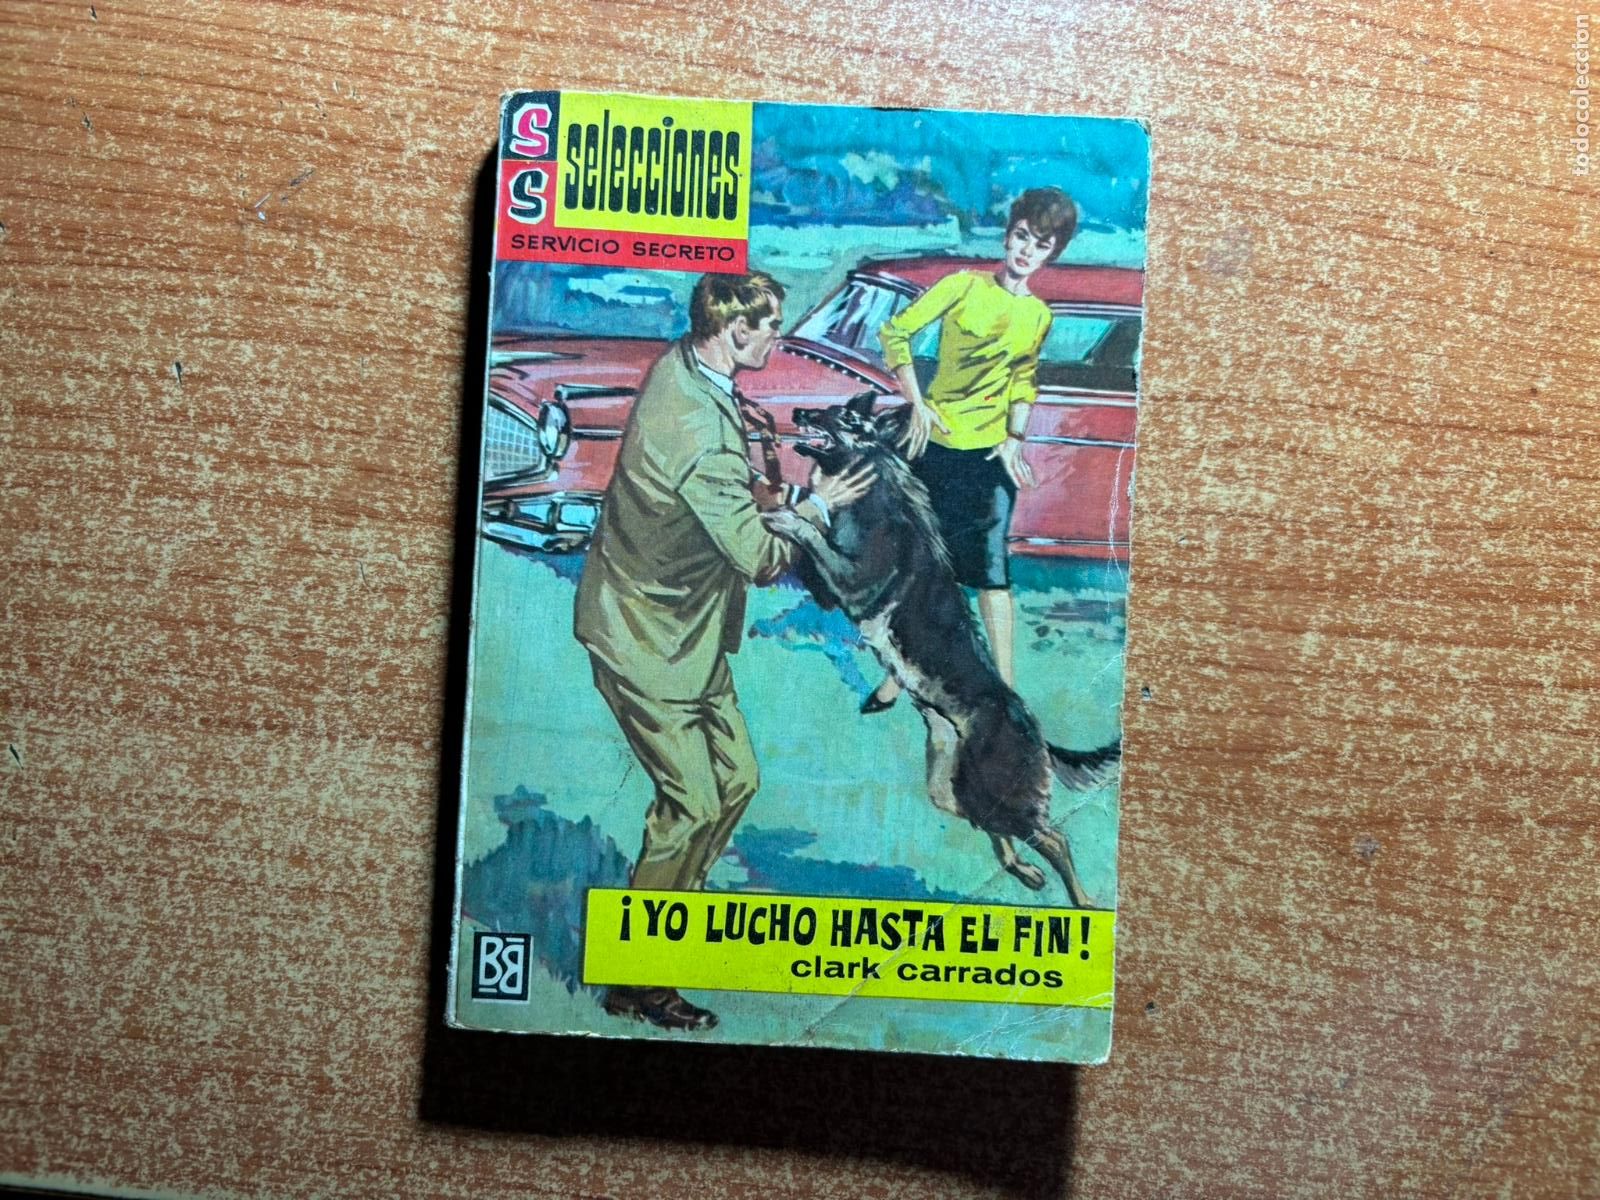 S
S
selecciones
SERVICIO SECRETO
¡YO LUCHO HASTA EL FIN!
clark carrados
BB
todocoleccion